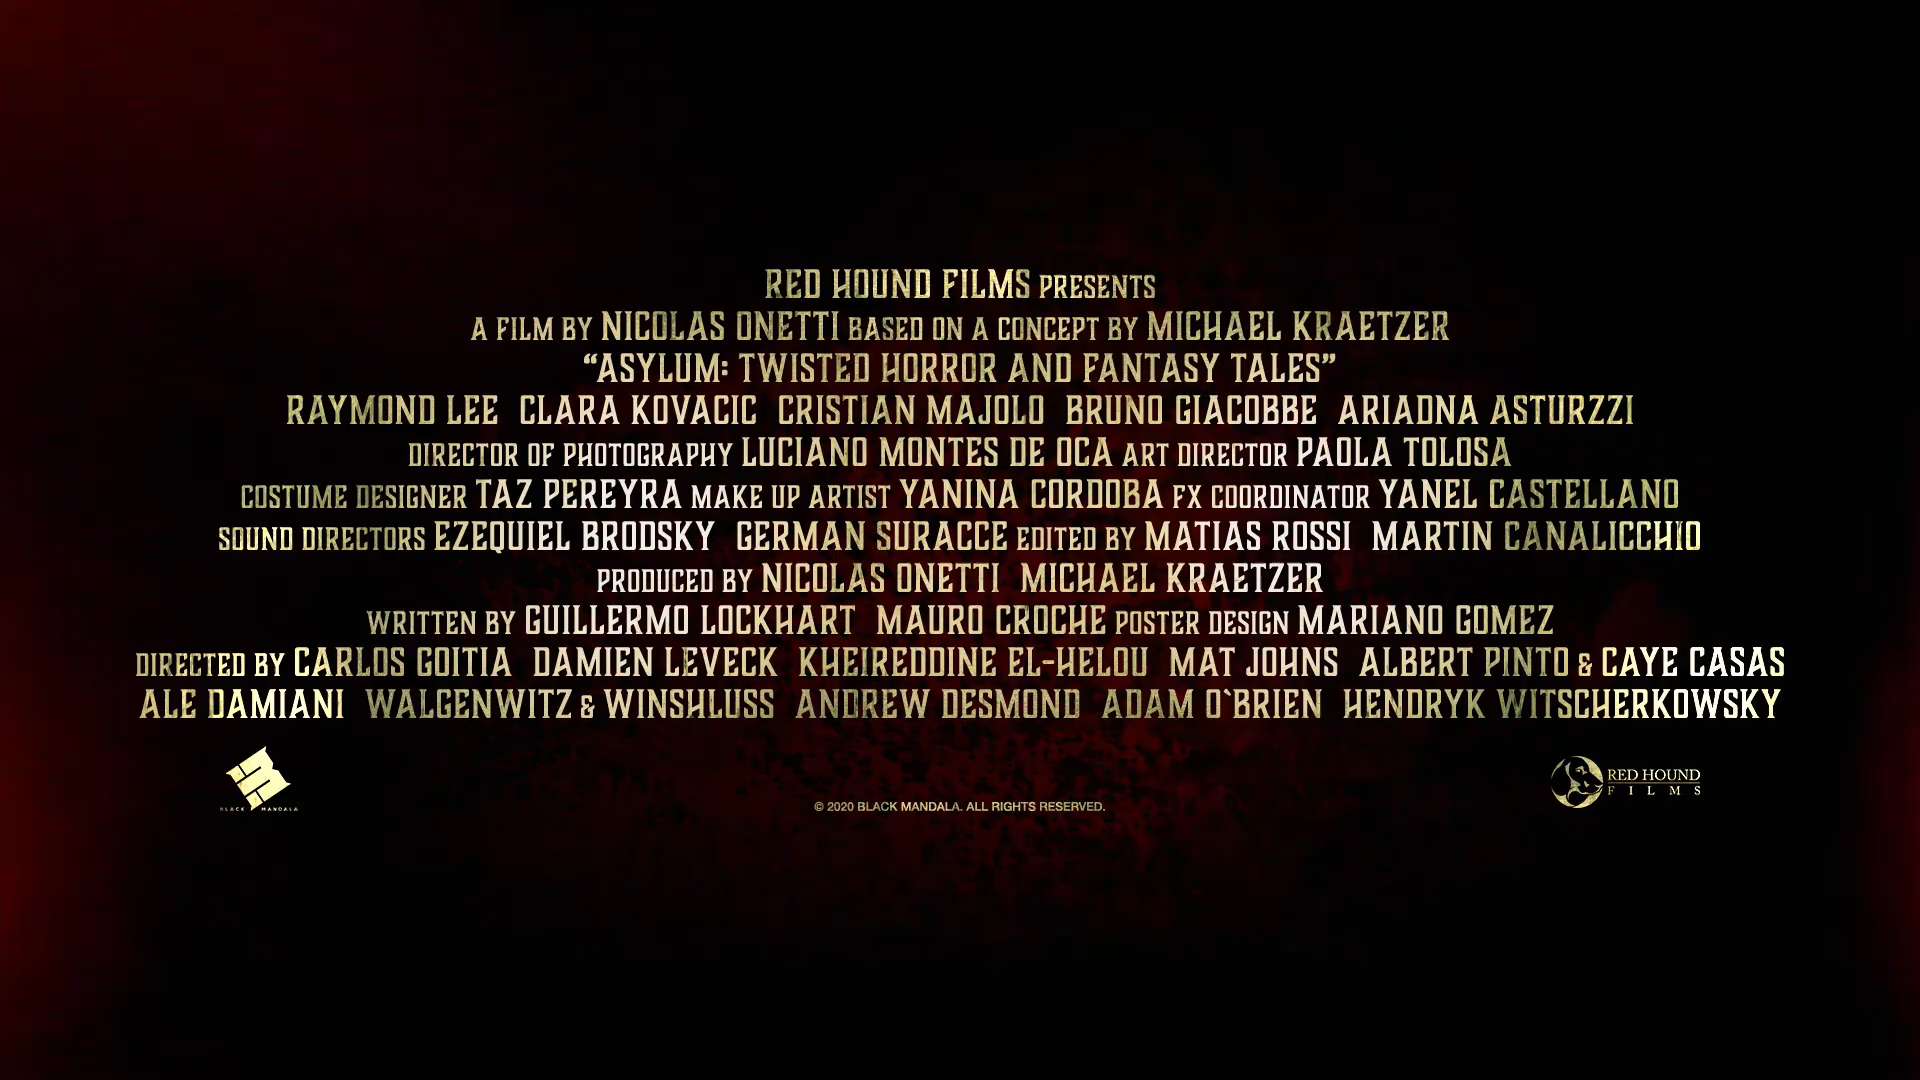 RED HOUND FILMS PRESENTS
A FILM BY NICOLAS ONETTI BASED ON A CONCEPT BY MICHAEL KRAETZER
“ASYLUM: TWISTED HORROR AND FANTASY TALES”
RAYMOND LEE CLARA KOVACIC CRISTIAN MAJOLO BRUNO GIACOBBE ARIADNA ASTURZZI
DIRECTOR OF PHOTOGRAPHY LUCIANO MONTES DE OCA ART DIRECTOR PAOLA TOLOSA
COSTUME DESIGNER TAZ PEREYRA MAKE UP ARTIST YANINA CORDOBA FX COORDINATOR YANEL CASTELLANO
SOUND DIRECTORS EZEQUIEL BRODSKY GERMAN SURACCE EDITED BY MATIAS ROSSI MARTIN CANALICCHIO
PRODUCED BY NICOLAS ONETTI MICHAEL KRAETZER
WRITTEN BY GUILLERMO LOCKHART MAURO CROCHE POSTER DESIGN MARIANO GOMEZ
DIRECTED BY CARLOS GOITIA DAMIEN LEVECK KHEIREDDINE EL-HELOU MAT JOHNS ALBERT PINTO & CAYE CASAS
ALE DAMIANI WALGENWITZ & WINSHLUSS ANDREW DESMOND ADAM O`BRIEN HENDRYK WITSCHERKOWSKY
BLACK MANDALA
© 2020 BLACK MANDALA. ALL RIGHTS RESERVED.
RED HOUND
FILMS